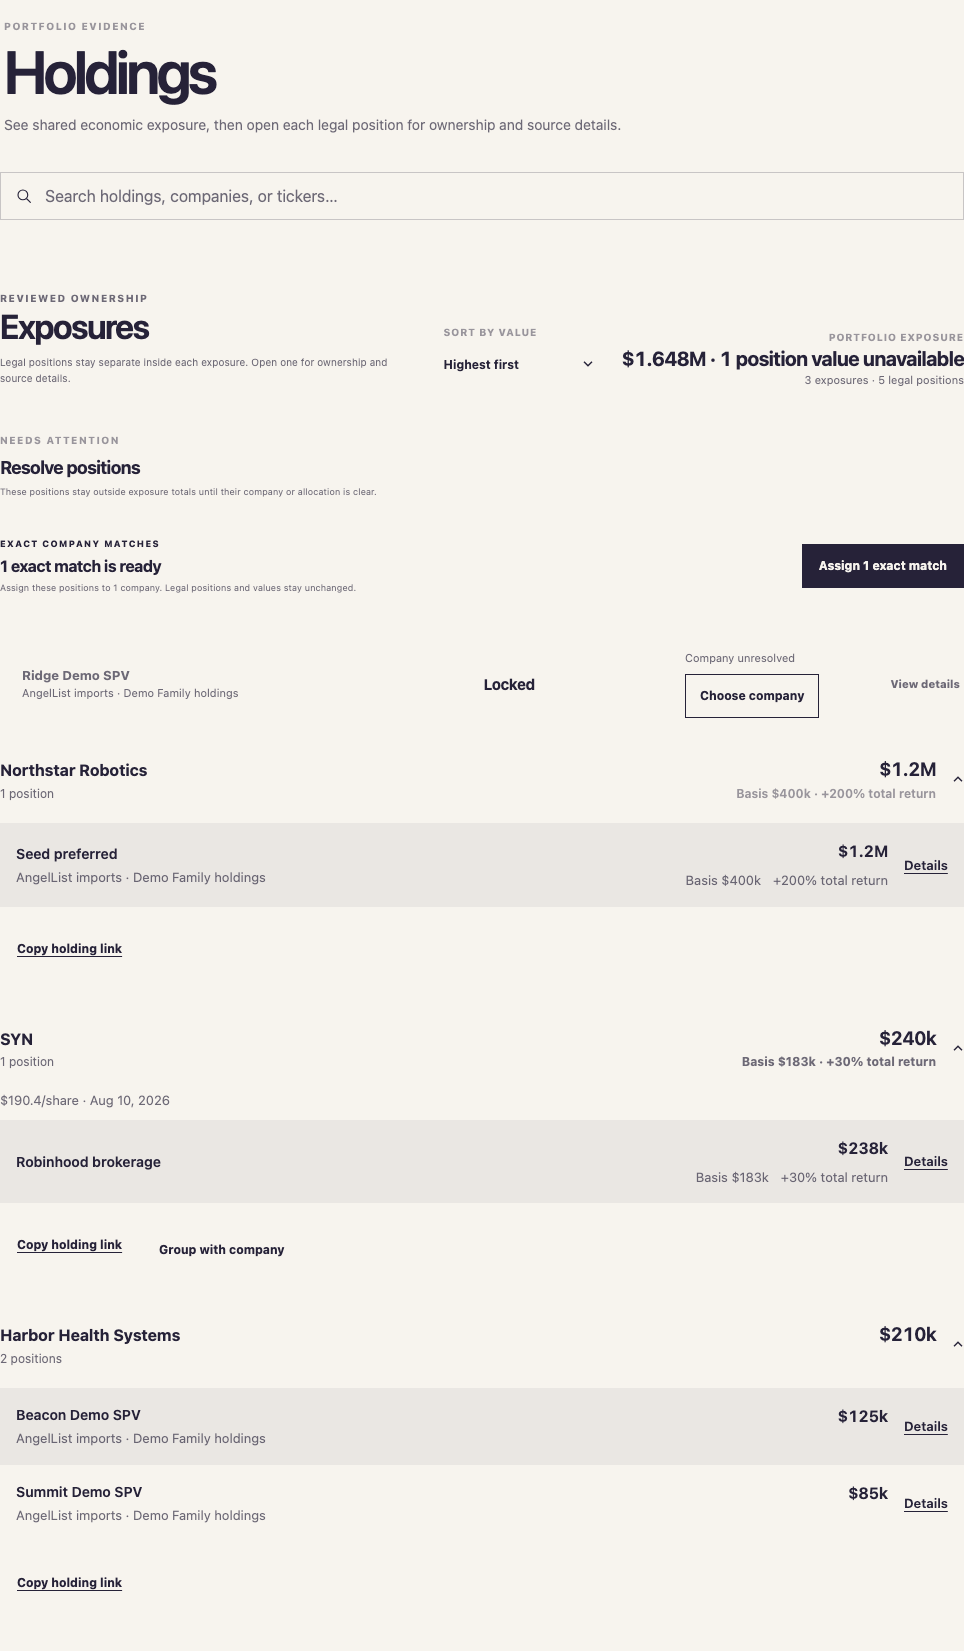 PORTFOLIO EVIDENCE
Holdings
See shared economic exposure, then open each legal position for ownership and source details.
Search holdings, companies, or tickers...
REVIEWED OWNERSHIP
Exposures
Legal positions stay separate inside each exposure. Open one for ownership and
source details.
SORT BY VALUE
Highest first
PORTFOLIO EXPOSURE
$1.648M · 1 position value unavailable
3 exposures · 5 legal positions
NEEDS ATTENTION
Resolve positions
These positions stay outside exposure totals until their company or allocation is clear.
EXACT COMPANY MATCHES
1 exact match is ready
Assign these positions to 1 company. Legal positions and values stay unchanged.
Assign 1 exact match
Ridge Demo SPV
AngelList imports · Demo Family holdings
Locked
Company unresolved
Choose company
View details
Northstar Robotics
1 position
$1.2M
Basis $400k · +200% total return
Seed preferred
AngelList imports · Demo Family holdings
$1.2M
Basis $400k +200% total return
Details
Copy holding link
SYN
1 position
$240k
Basis $183k · +30% total return
$190.4/share · Aug 10, 2026
Robinhood brokerage
$238k
Basis $183k +30% total return
Details
Copy holding link
Group with company
Harbor Health Systems
2 positions
$210k
Beacon Demo SPV
AngelList imports · Demo Family holdings
$125k
Details
Summit Demo SPV
AngelList imports · Demo Family holdings
$85k
Details
Copy holding link